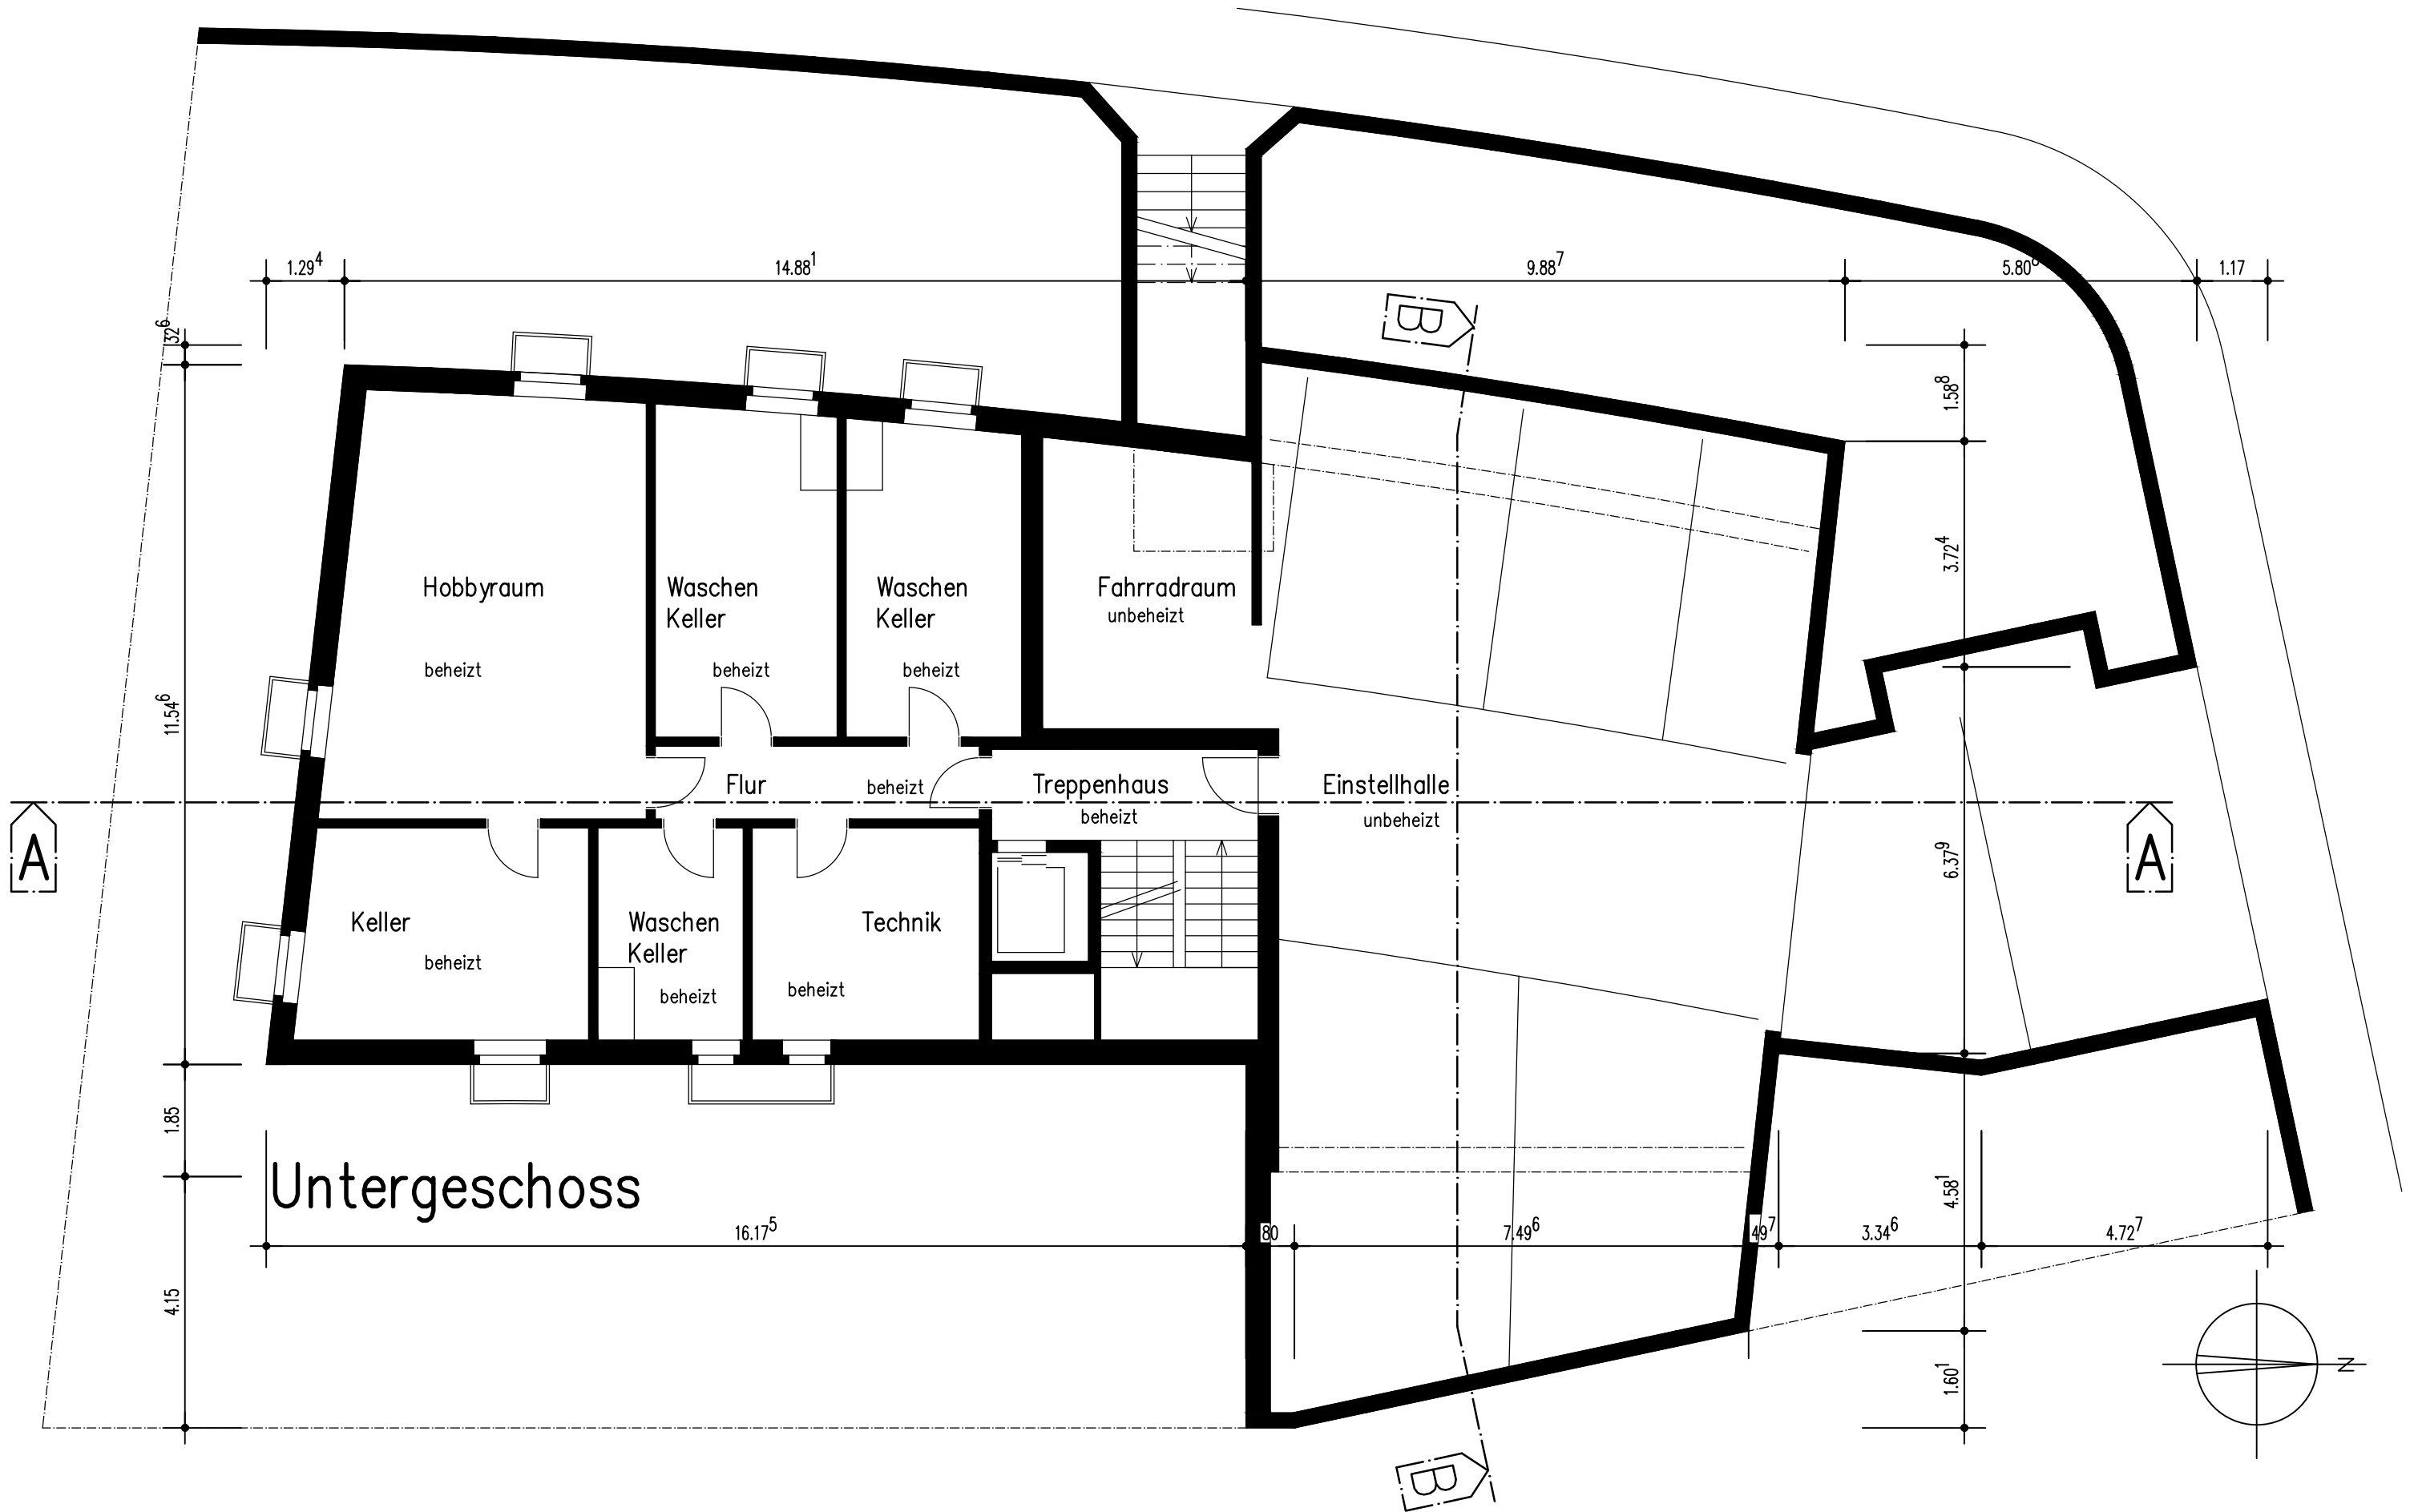 1.29⁴
14.88¹
9.88⁷
5.80⁸
1.17
32⁶
B
1.58⁸
3.72⁴
Hobbyraum
beheizt
Waschen
Keller
beheizt
Waschen
Keller
beheizt
Fahrradraum
unbeheizt
11.54⁶
Flur
beheizt
Treppenhaus
beheizt
Einstellhalle
unbeheizt
A
A
6.37⁹
Keller
beheizt
Waschen
Keller
beheizt
Technik
beheizt
1.85
Untergeschoss
4.58¹
16.17⁵
80
7.49⁶
49⁷
3.34⁶
4.72⁷
4.15
1.60¹
N
B